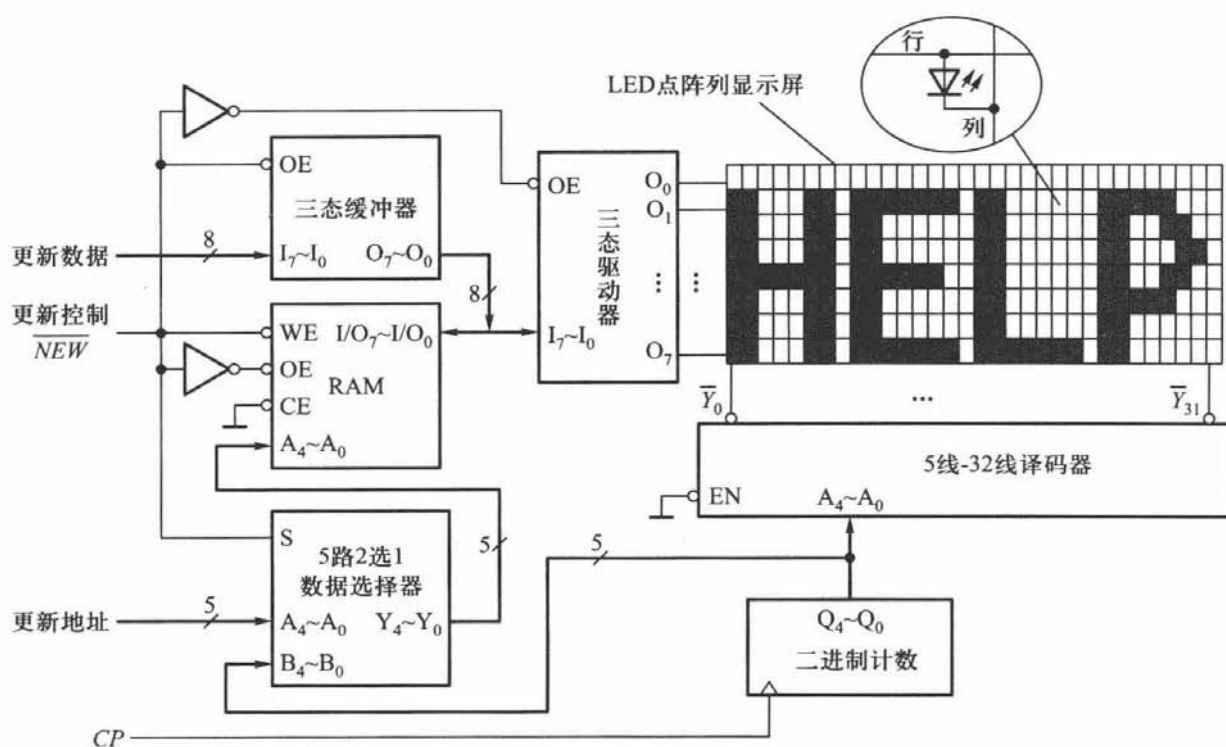 行
列
LED点阵列显示屏
OE
三态缓冲器
I₇~I₀ O₇~O₀
8
更新数据
更新控制
NEW
8
WE I/O₇~I/O₀
OE
RAM
CE
A₄~A₀
OE
三态驱动器
I₇~I₀
O₀
O₁
⋮
O₇
⋮
HELP
Y₀
...
Y₃₁
5线-32线译码器
EN A₄~A₀
S
5路2选1
数据选择器
A₄~A₀ Y₄~Y₀
B₄~B₀
5
更新地址
5
5
Q₄~Q₀
二进制计数
CP